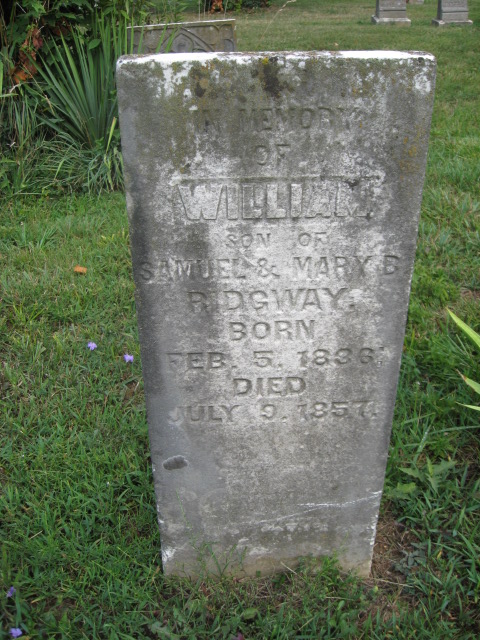 IN MEMORY
OF
WILLIAM
SON OF
SAMUEL & MARY B
RIDGWAY.
BORN
FEB. 5. 1836
DIED
JULY 9. 1857.